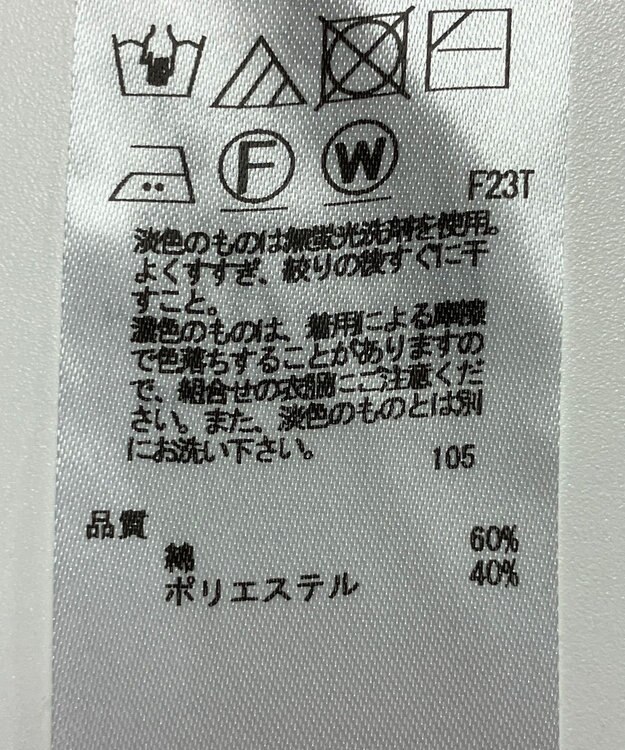 F W F23T
淡色のものは無蛍光洗剤を使用。
よくすすぎ、絞りの後すぐに干
すこと。
濃色のものは、着用による摩擦
で色落ちすることがありますの
で、組合せの衣服にご注意くだ
さい。また、淡色のものとは別
にお洗い下さい。 105
品質
綿 60%
ポリエステル 40%